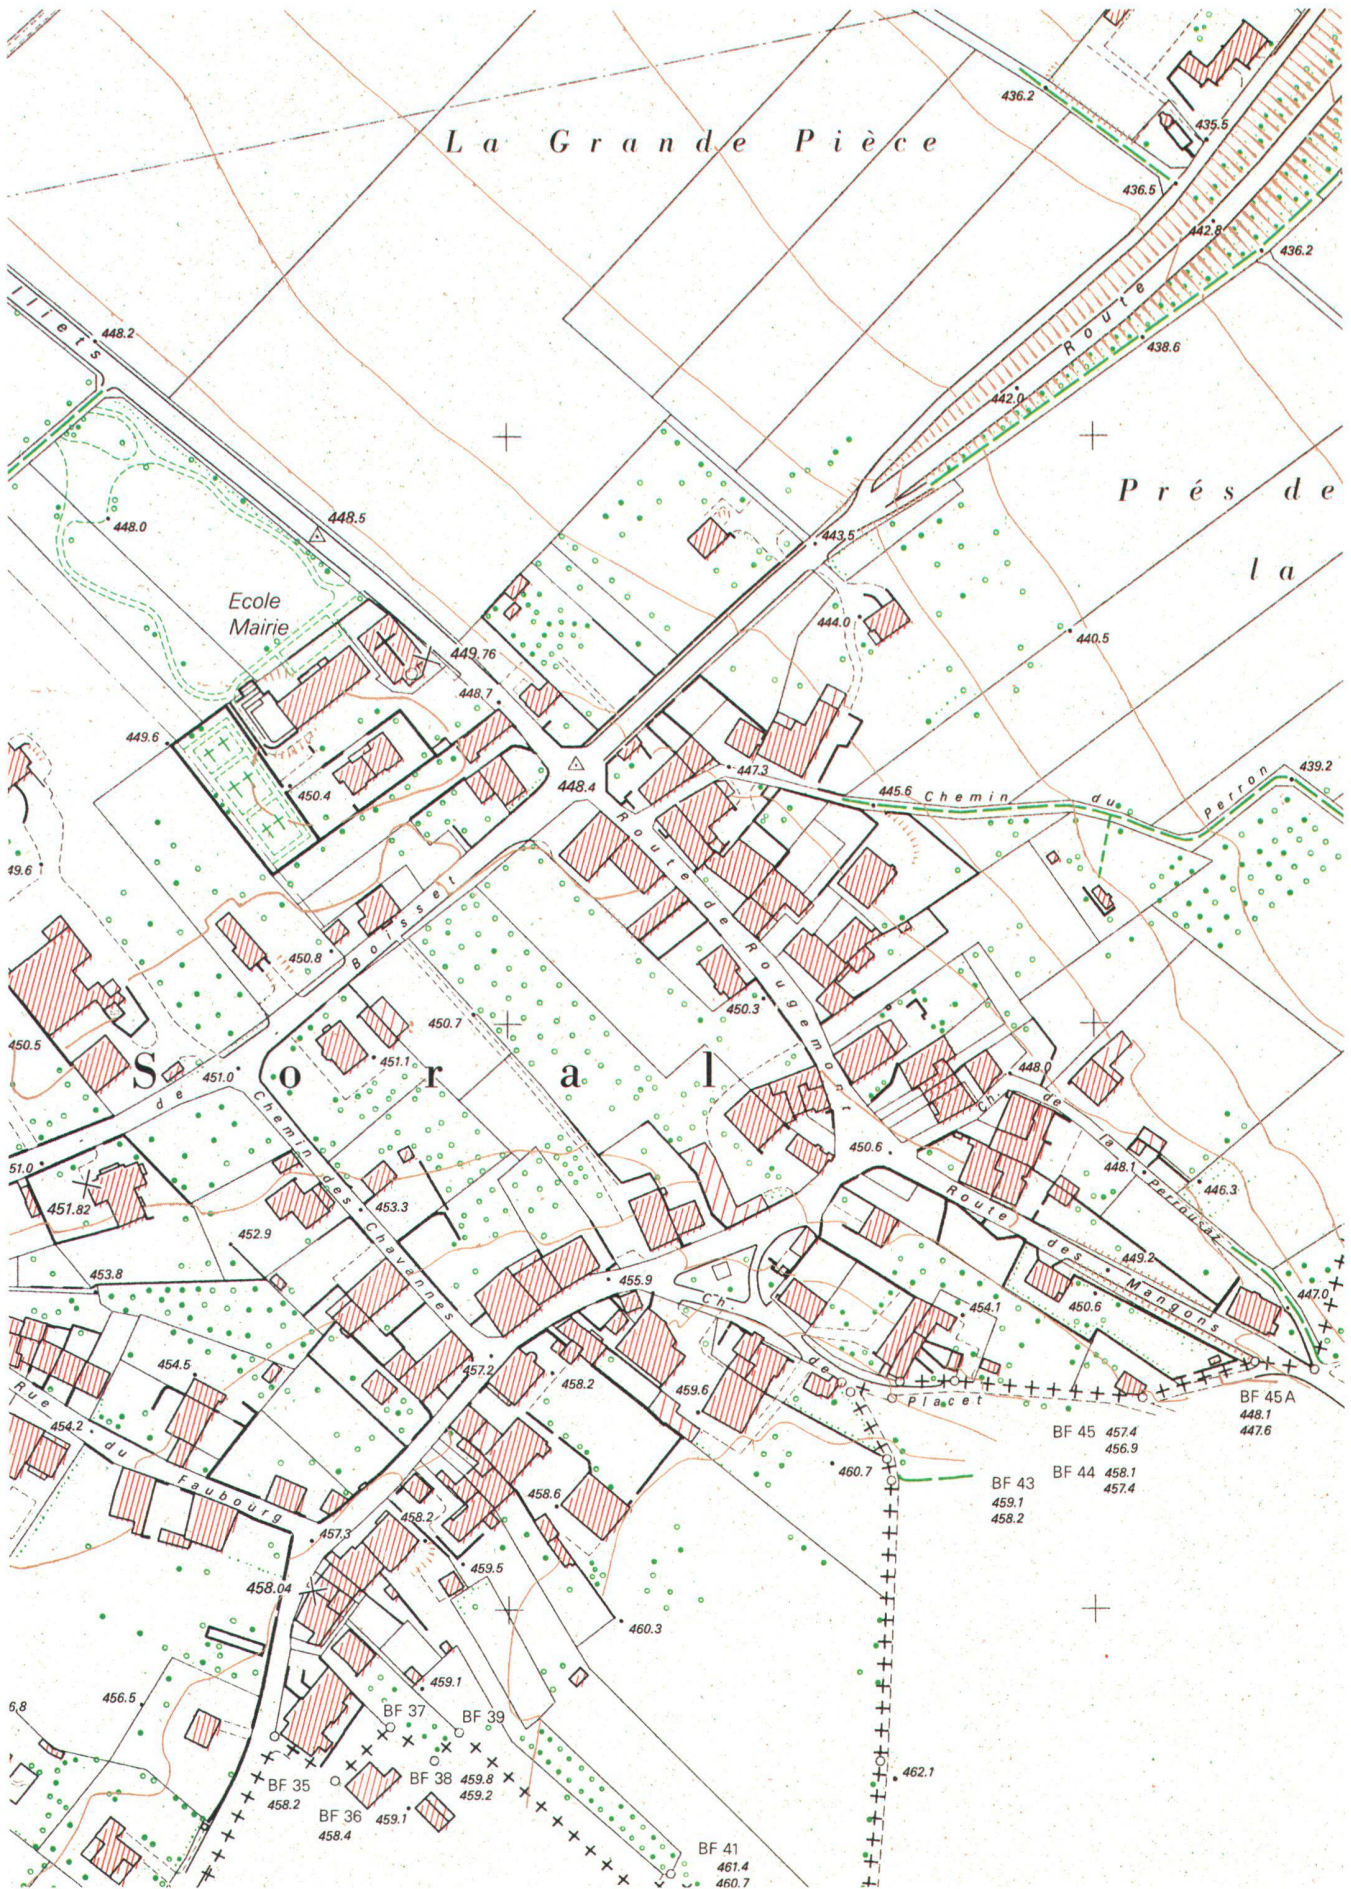 La Grande Pièce
436.2
435.5
436.5
442.8
436.2
lliets
448.2
Route
438.6
442.0
Prés de
la
448.0
448.5
443.5
Ecole
Mairie
444.0
440.5
449.76
448.7
449.6
448.4
447.3
450.4
445.6
Chemin du Perron
439.2
49.6
Route de Rougemont
Bosset
450.8
450.7
450.3
450.5
451.1
Soral
451.0
448.0
de
Chemin des Chavannes
Ch. de la Perrousaz
51.0
450.6
448.1
446.3
451.82
453.3
452.9
Route des Mangons
449.2
453.8
455.9
Ch. de Placet
454.1
450.6
447.0
454.5
457.2
458.2
459.6
Rue du Faubourg
454.2
BF 45A
448.1
447.6
BF 45 457.4
456.9
BF 44 458.1
457.4
460.7
BF 43
459.1
458.2
458.6
458.2
457.3
459.5
458.04
460.3
456.5
6.8
459.1
BF 37
BF 39
BF 35
458.2
BF 38
459.8
459.2
BF 36
458.4
459.1
462.1
BF 41
461.4
460.7